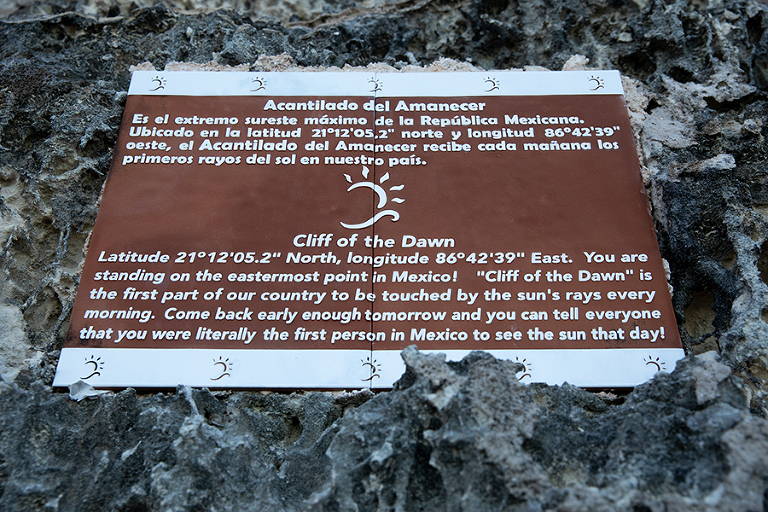 Acantilado del Amanecer
Es el extremo sureste máximo de la República Mexicana.
Ubicado en la latitud 21°12'05.2" norte y longitud 86°42'39"
oeste, el Acantilado del Amanecer recibe cada mañana los
primeros rayos del sol en nuestro país.
Cliff of the Dawn
Latitude 21°12'05.2" North, longitude 86°42'39" East. You are
standing on the eastermost point in Mexico! "Cliff of the Dawn" is
the first part of our country to be touched by the sun's rays every
morning. Come back early enough tomorrow and you can tell everyone
that you were literally the first person in Mexico to see the sun that day!